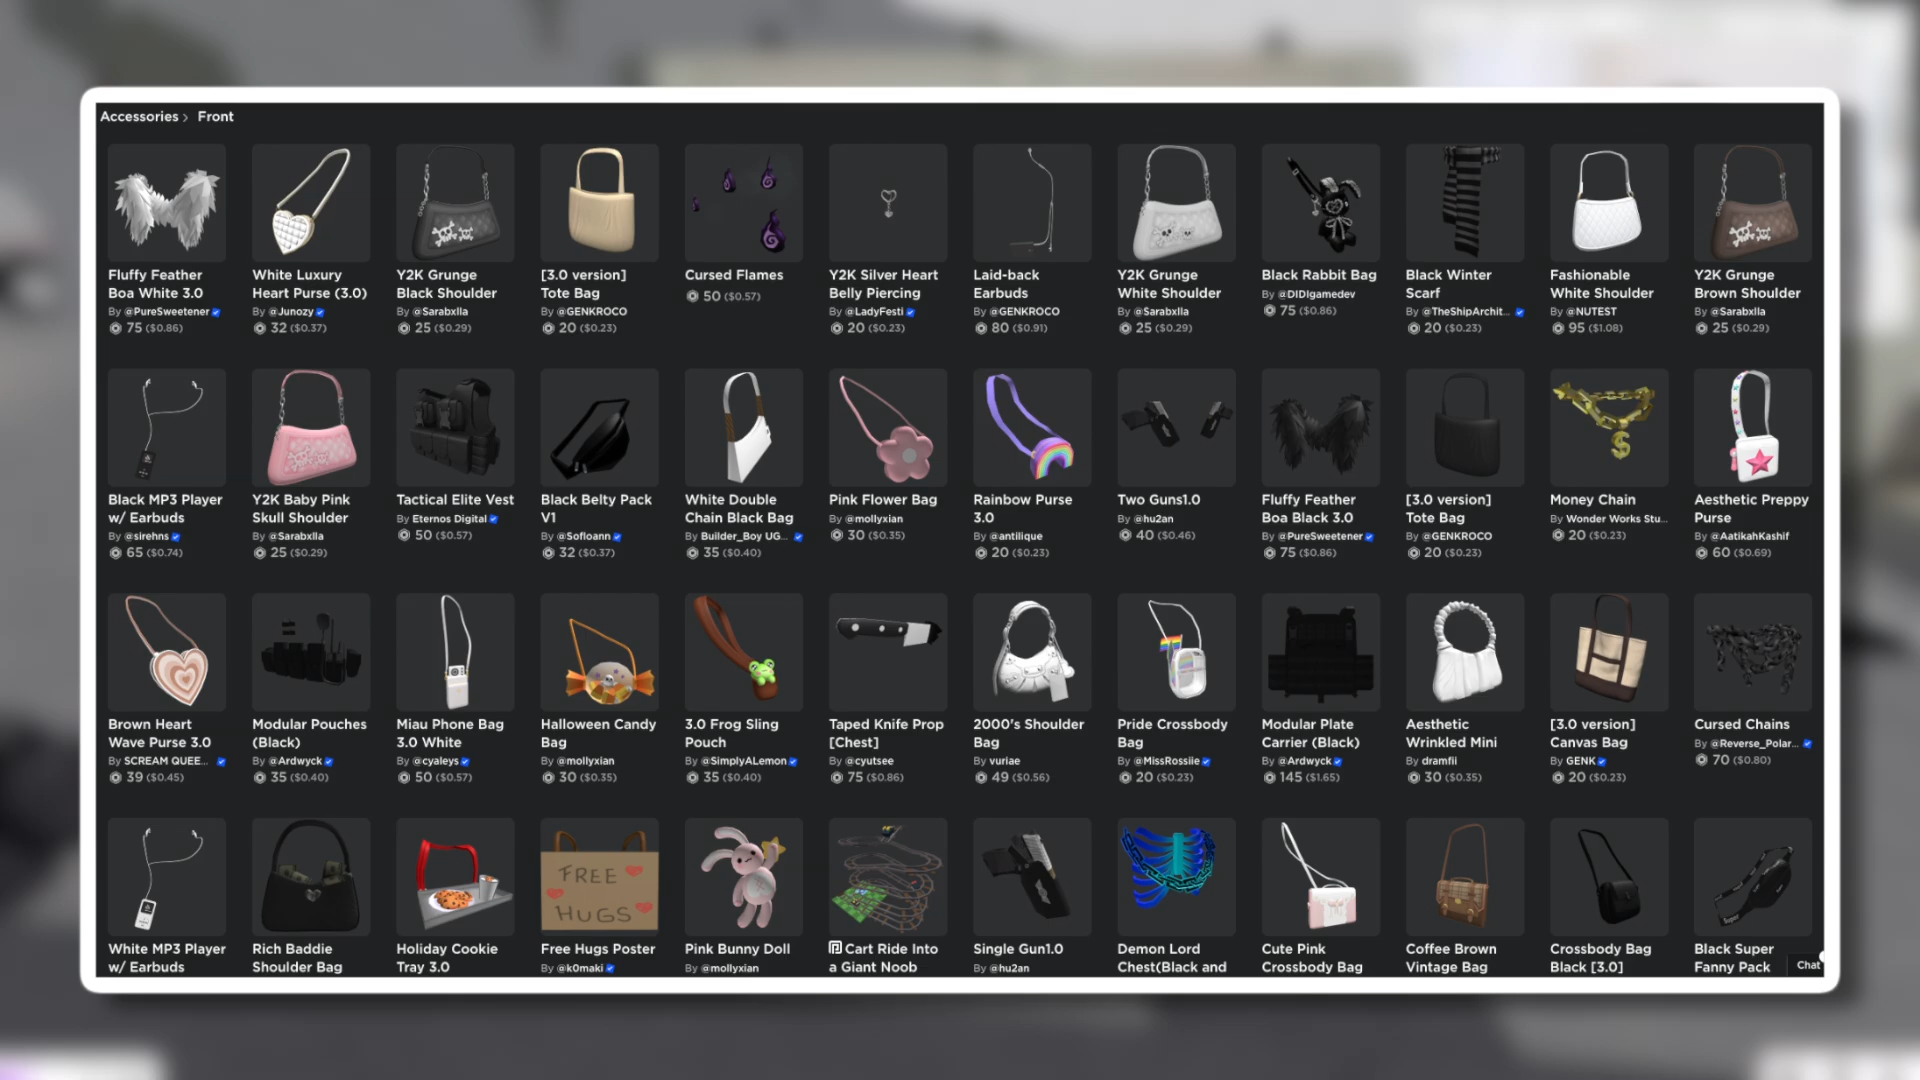 Accessories › Front
Fluffy Feather
Boa White 3.0
By @PureSweetener
75 ($0.86)
White Luxury
Heart Purse (3.0)
By @Junozy
32 ($0.37)
Y2K Grunge
Black Shoulder
By @Sarabxlla
25 ($0.29)
[3.0 version]
Tote Bag
By @GENKROCO
20 ($0.23)
Cursed Flames
50 ($0.57)
Y2K Silver Heart
Belly Piercing
By @LadyFesti
20 ($0.23)
Laid-back
Earbuds
By @GENKROCO
80 ($0.91)
Y2K Grunge
White Shoulder
By @Sarabxlla
25 ($0.29)
Black Rabbit Bag
By @DIDIgamedev
75 ($0.86)
Black Winter
Scarf
By @TheShipArchit...
20 ($0.23)
Fashionable
White Shoulder
By @NUTEST
95 ($1.08)
Y2K Grunge
Brown Shoulder
By @Sarabxlla
25 ($0.29)
Black MP3 Player
w/ Earbuds
By @sirehns
65 ($0.74)
Y2K Baby Pink
Skull Shoulder
By @Sarabxlla
25 ($0.29)
Tactical Elite Vest
By Eternos Digital
50 ($0.57)
Black Belty Pack
V1
By @Sofloann
32 ($0.37)
White Double
Chain Black Bag
By Builder_Boy UG...
35 ($0.40)
Pink Flower Bag
By @mollyxian
30 ($0.35)
Rainbow Purse
3.0
By @antilique
20 ($0.23)
Two Guns1.0
By @hu2an
40 ($0.46)
Fluffy Feather
Boa Black 3.0
By @PureSweetener
75 ($0.86)
[3.0 version]
Tote Bag
By @GENKROCO
20 ($0.23)
$
Money Chain
By Wonder Works Stu...
20 ($0.23)
Aesthetic Preppy
Purse
By @AatikahKashif
60 ($0.69)
Brown Heart
Wave Purse 3.0
By SCREAM QUEE...
39 ($0.45)
Modular Pouches
(Black)
By @Ardwyck
35 ($0.40)
Miau Phone Bag
3.0 White
By @cyaleys
50 ($0.57)
Halloween Candy
Bag
By @mollyxian
30 ($0.35)
3.0 Frog Sling
Pouch
By @SimplyALemon
35 ($0.40)
Taped Knife Prop
[Chest]
By @cyutsee
75 ($0.86)
2000's Shoulder
Bag
By vuriae
49 ($0.56)
Pride Crossbody
Bag
By @MissRossiie
20 ($0.23)
Modular Plate
Carrier (Black)
By @Ardwyck
145 ($1.65)
Aesthetic
Wrinkled Mini
By dramfii
30 ($0.35)
[3.0 version]
Canvas Bag
By GENK
20 ($0.23)
Cursed Chains
By @Reverse_Polar...
70 ($0.80)
White MP3 Player
w/ Earbuds
Rich Baddie
Shoulder Bag
Holiday Cookie
Tray 3.0
FREE
HUGS
Free Hugs Poster
By @k0maki
Pink Bunny Doll
By @mollyxian
Cart Ride Into
a Giant Noob
Single Gun1.0
By @hu2an
Demon Lord
Chest(Black and
Cute Pink
Crossbody Bag
Coffee Brown
Vintage Bag
Crossbody Bag
Black [3.0]
Super
Black Super
Fanny Pack
Chat